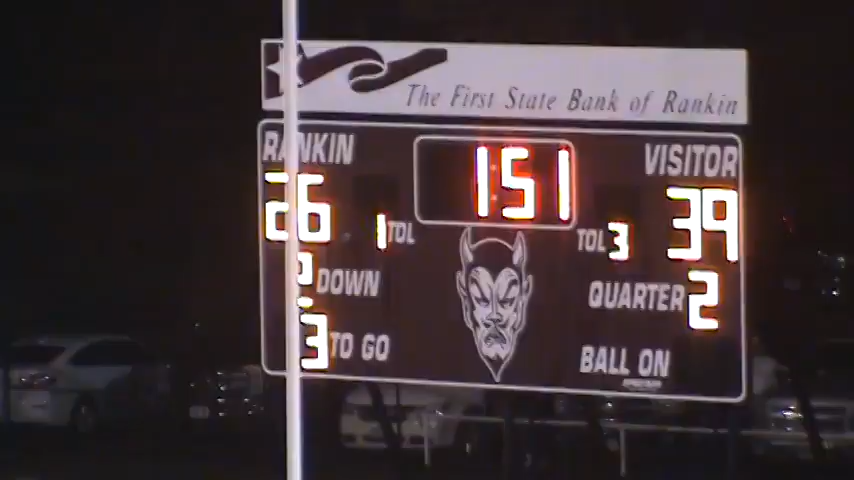 The First State Bank of Rankin
RANKIN 1:51 VISITOR
26 1 TOL TOL 3 39
2 DOWN QUARTER 2
3 TO GO BALL ON